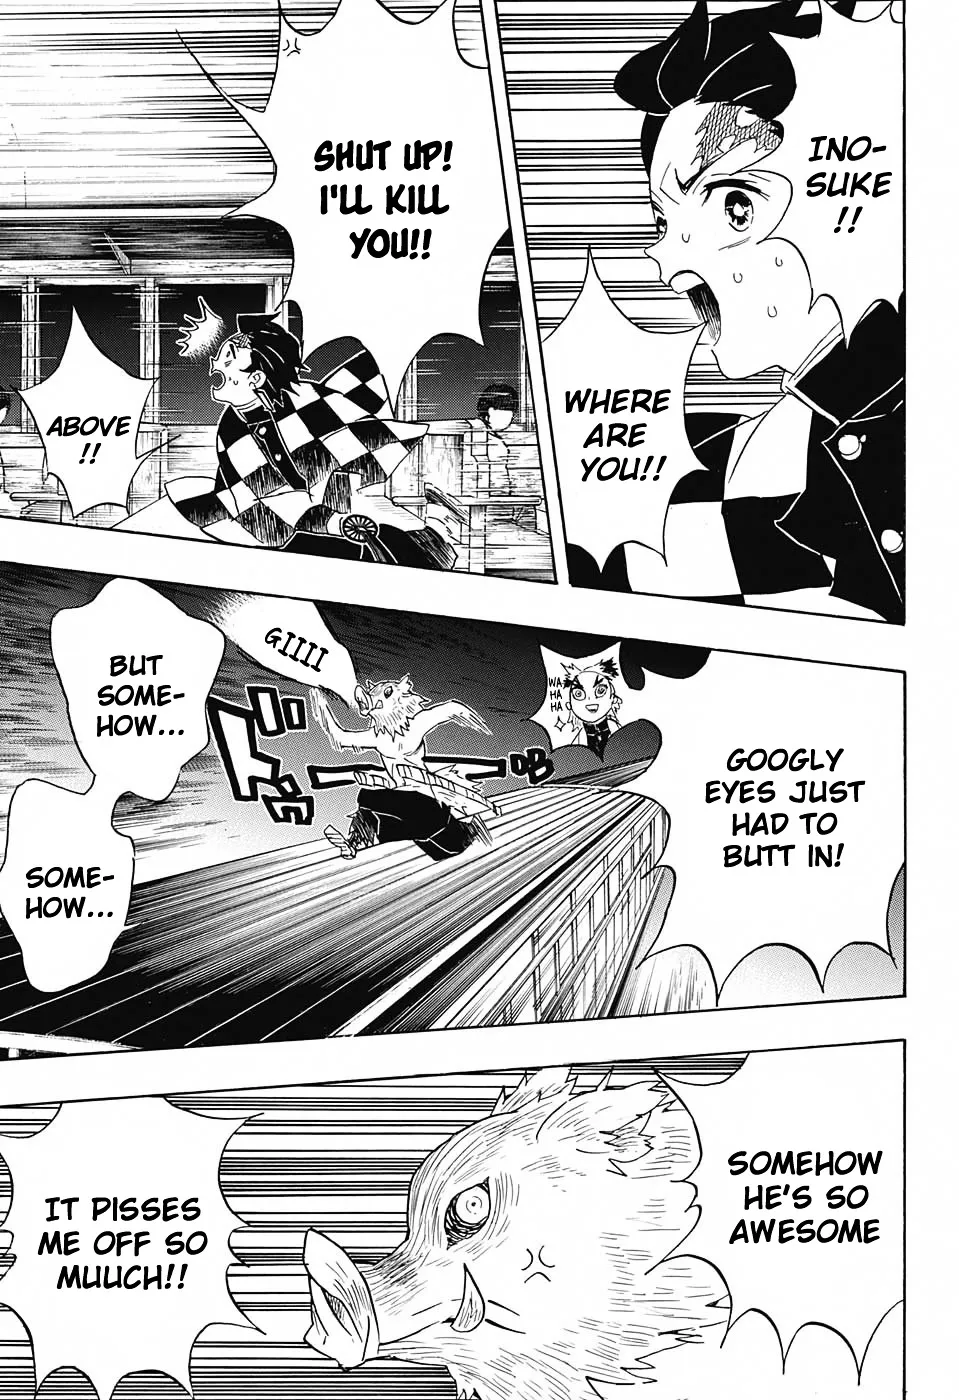 INO-
SUKE
!!
WHERE
ARE
YOU!!
SHUT UP!
I'LL KILL
YOU!!
ABOVE
!!
GOOGLY
EYES JUST
HAD TO
BUTT IN!
WA
HA
HA
GIIII
BUT
SOME-
HOW...
SOME-
HOW...
SOMEHOW
HE'S SO
AWESOME
IT PISSES
ME OFF SO
MUUCH!!